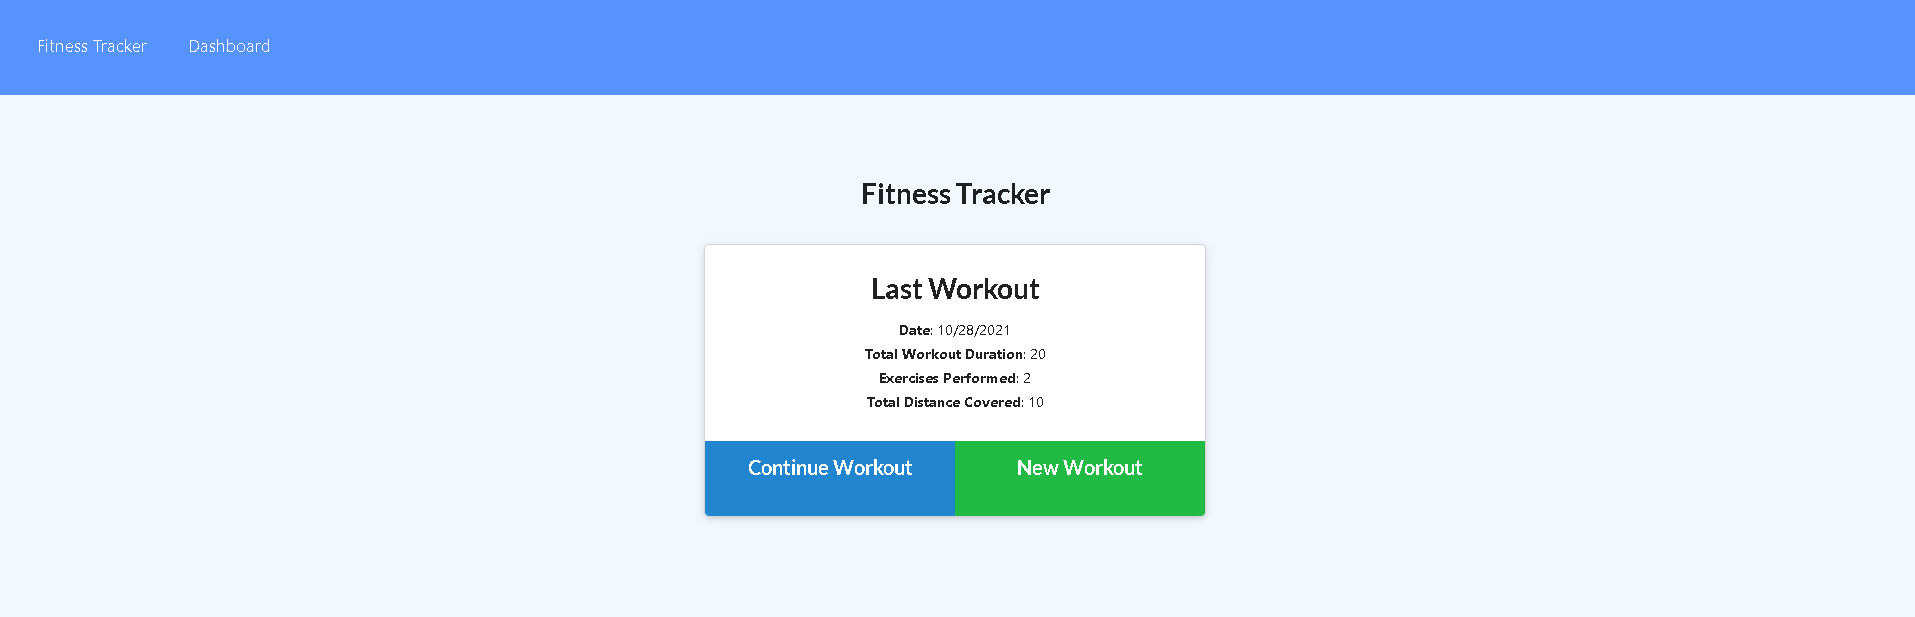 Fitness Tracker Dashboard
Fitness Tracker
Last Workout
Date: 10/28/2021
Total Workout Duration: 20
Exercises Performed: 2
Total Distance Covered: 10
Continue Workout New Workout